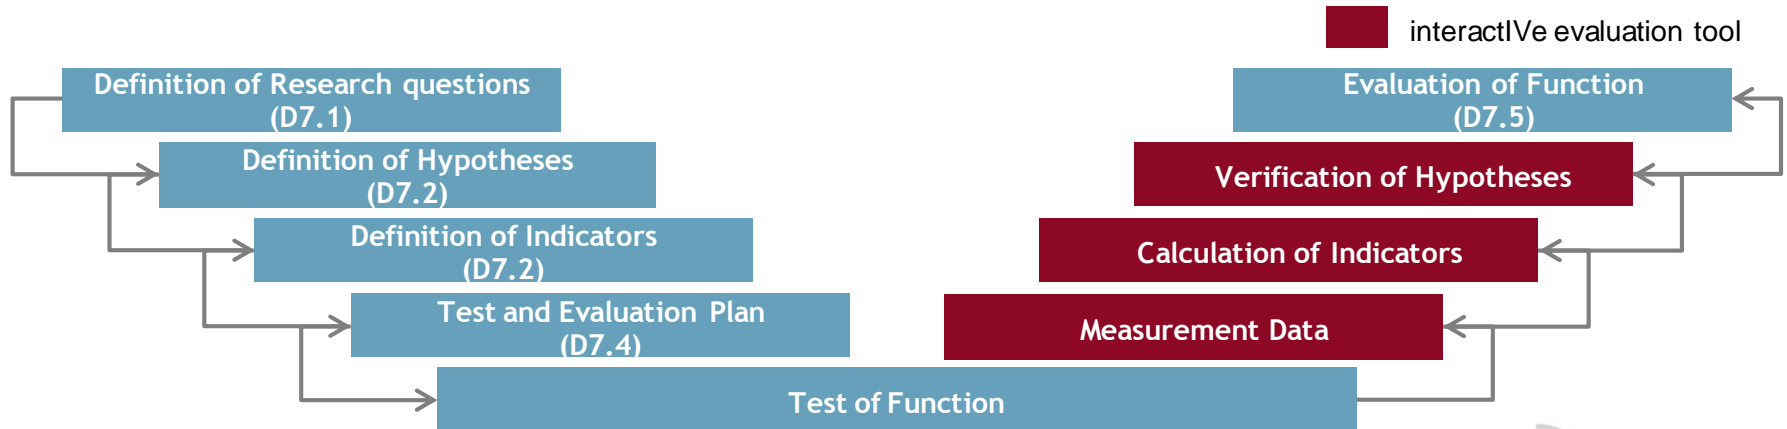 interactIVe evaluation tool
Definition of Research questions
(D7.1)
Evaluation of Function
(D7.5)
Definition of Hypotheses
(D7.2)
Verification of Hypotheses
Definition of Indicators
(D7.2)
Calculation of Indicators
Test and Evaluation Plan
(D7.4)
Measurement Data
Test of Function